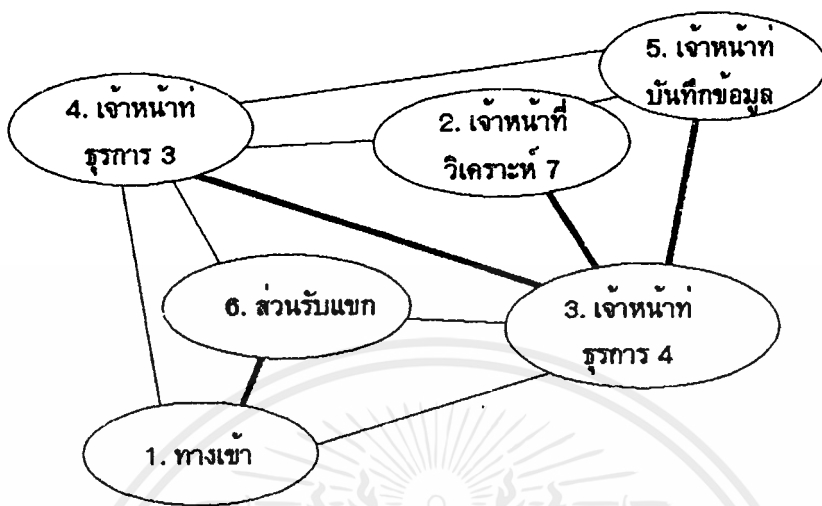 5. เจ้าหน้าท่
บันทึกข้อมูล
4. เจ้าหน้าท่
ธุรการ 3
2. เจ้าหน้าที่
วิเคราะห์ 7
6. ส่วนรับแขก
3. เจ้าหน้าท่
ธุรการ 4
1. ทางเข้า